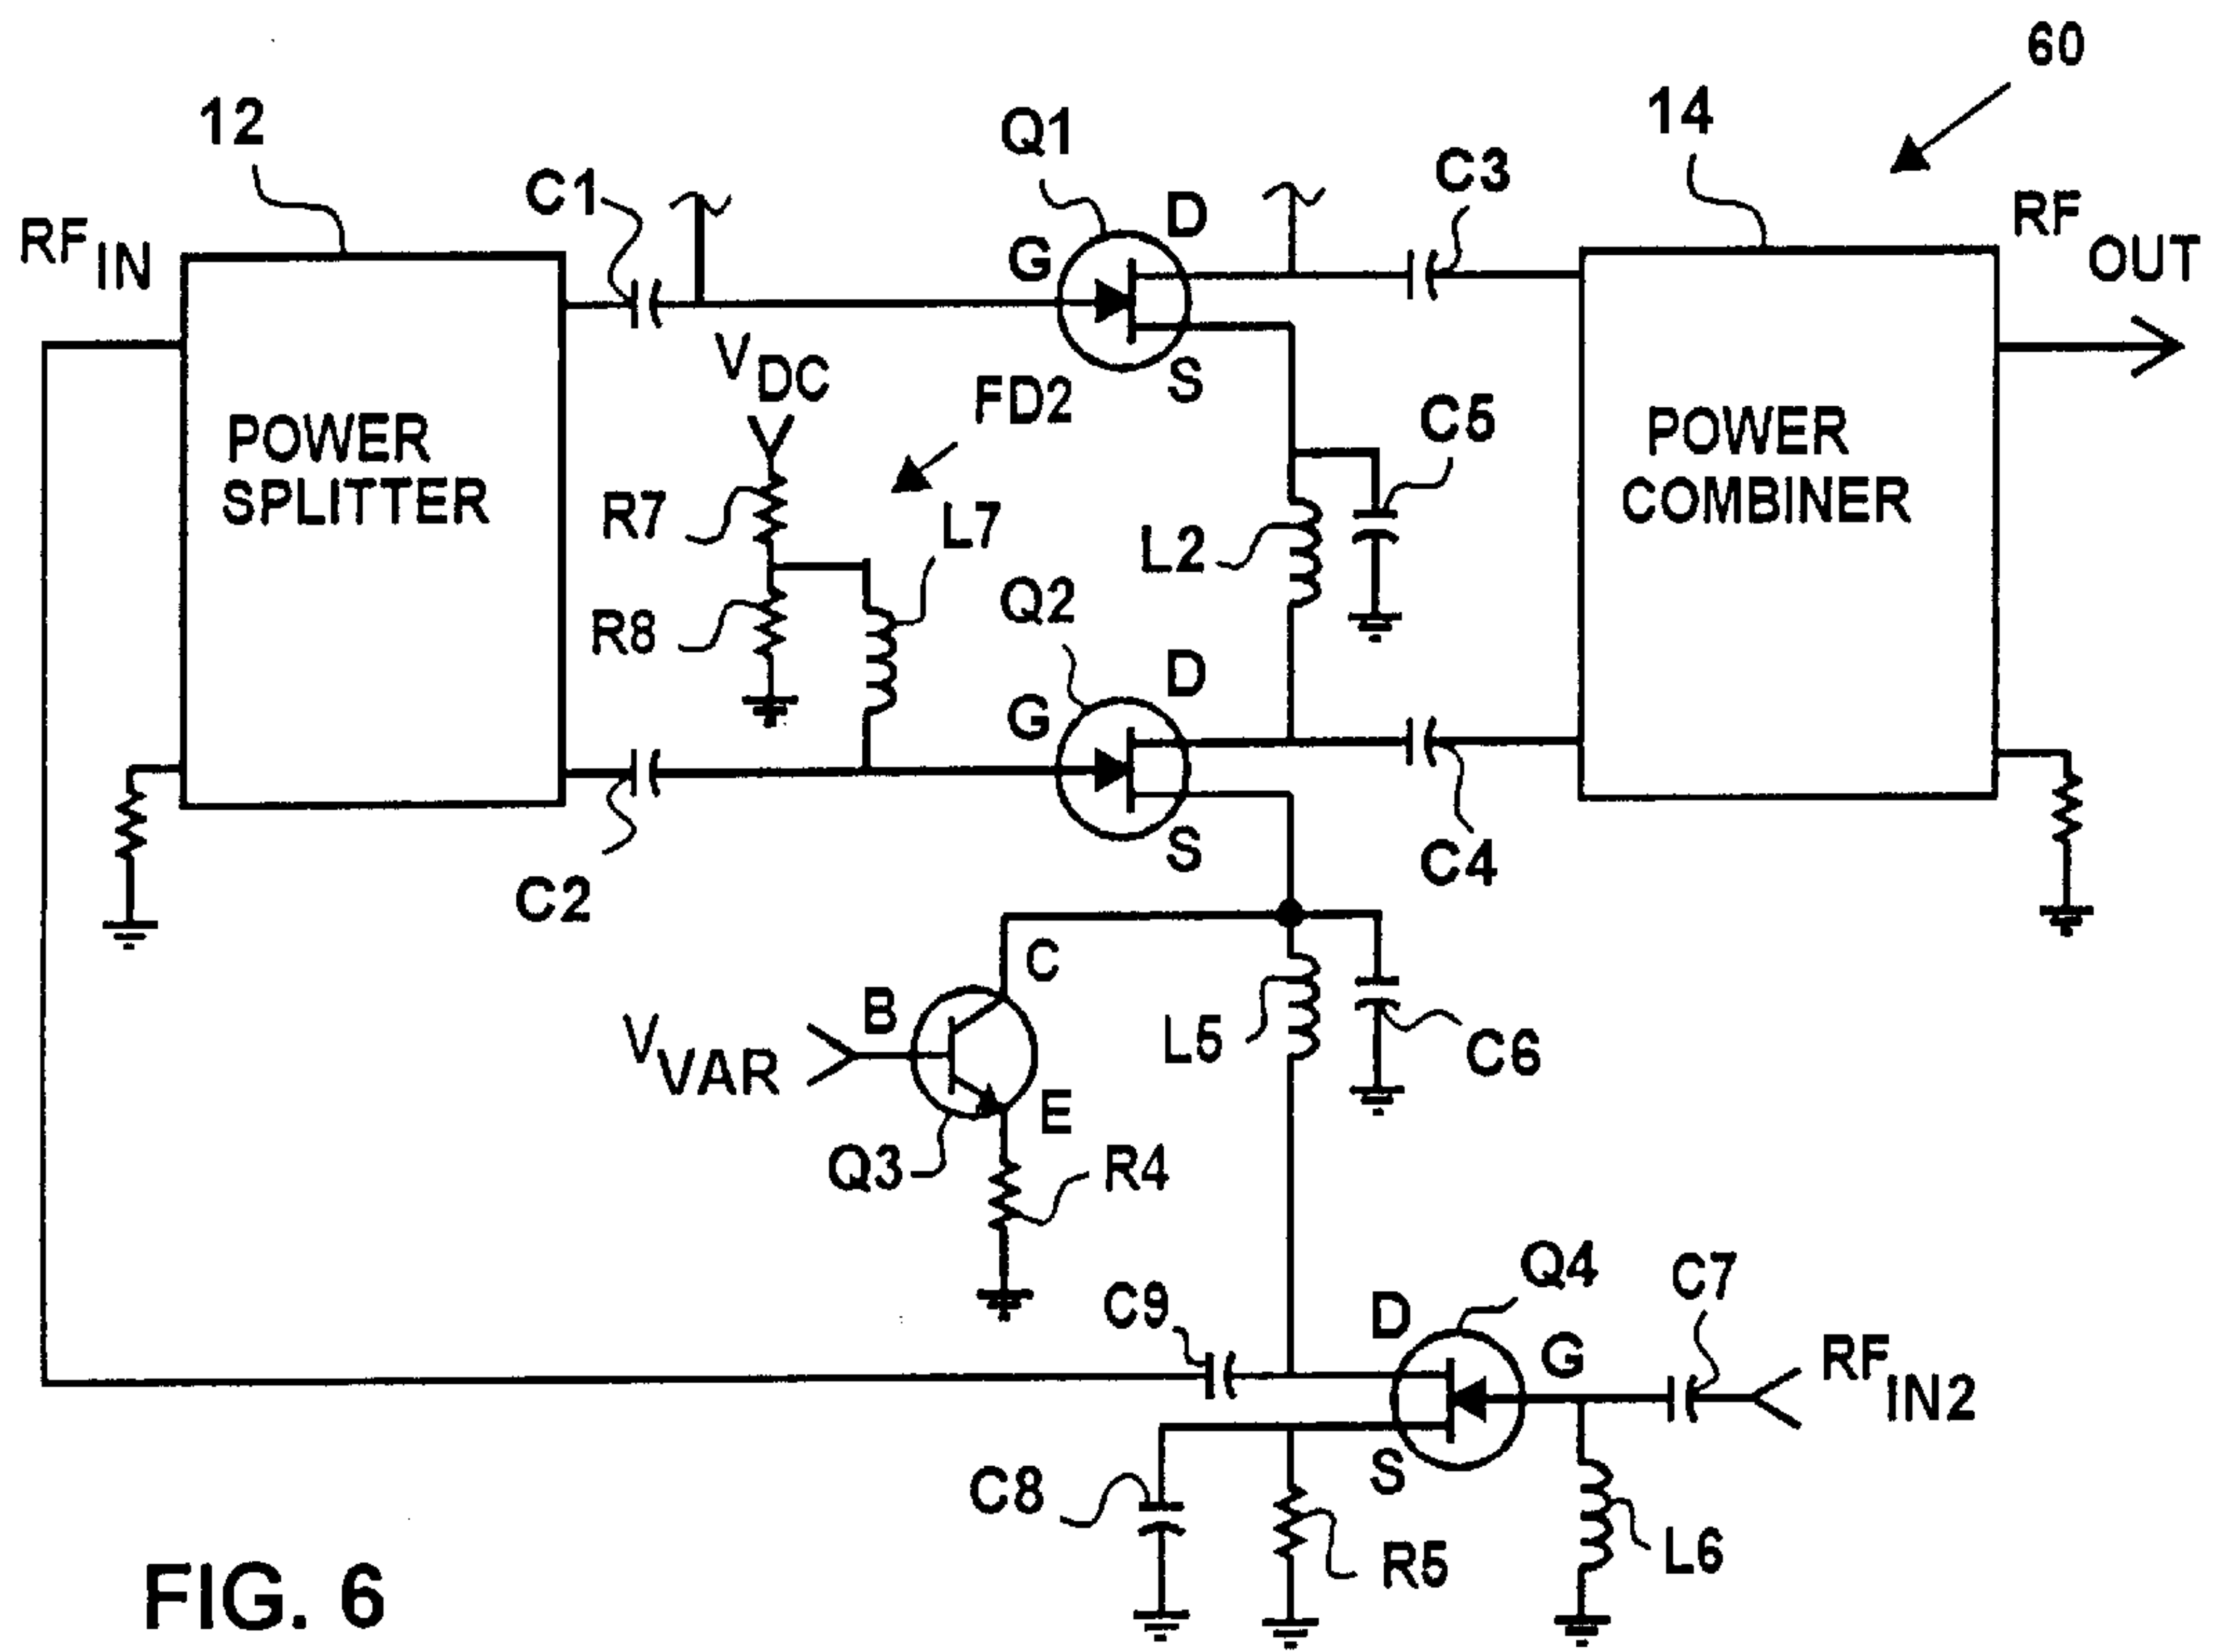 60
12
14
Q1
C1
C3
D
RF IN
RF OUT
G
V DC
S
FD2
C5
POWER SPLITTER
POWER COMBINER
R7
L7
L2
Q2
R8
D
G
S
C4
C2
C
B
L5
C6
V VAR
E
Q3
R4
Q4
C7
C9
D
G
RF IN2
S
C8
R5
L6
FIG. 6